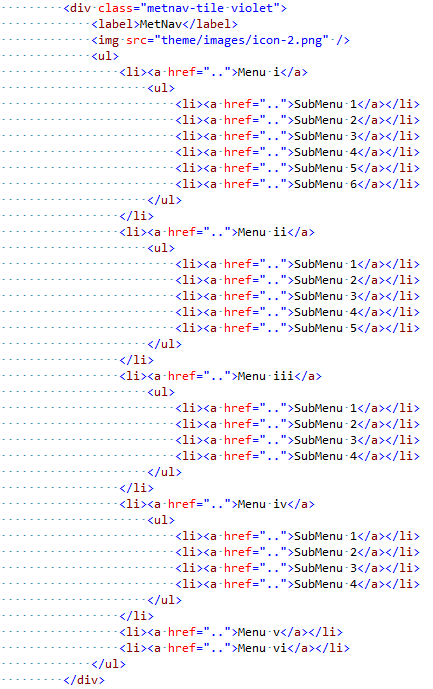 <div class="metnav-tile violet">
<label>MetNav</label>
<img src="theme/images/icon-2.png" />
<ul>
<li><a href="..">Menu i</a>
<ul>
<li><a href="..">SubMenu 1</a></li>
<li><a href="..">SubMenu 2</a></li>
<li><a href="..">SubMenu 3</a></li>
<li><a href="..">SubMenu 4</a></li>
<li><a href="..">SubMenu 5</a></li>
<li><a href="..">SubMenu 6</a></li>
</ul>
</li>
<li><a href="..">Menu ii</a>
<ul>
<li><a href="..">SubMenu 1</a></li>
<li><a href="..">SubMenu 2</a></li>
<li><a href="..">SubMenu 3</a></li>
<li><a href="..">SubMenu 4</a></li>
<li><a href="..">SubMenu 5</a></li>
</ul>
</li>
<li><a href="..">Menu iii</a>
<ul>
<li><a href="..">SubMenu 1</a></li>
<li><a href="..">SubMenu 2</a></li>
<li><a href="..">SubMenu 3</a></li>
<li><a href="..">SubMenu 4</a></li>
</ul>
</li>
<li><a href="..">Menu iv</a>
<ul>
<li><a href="..">SubMenu 1</a></li>
<li><a href="..">SubMenu 2</a></li>
<li><a href="..">SubMenu 3</a></li>
<li><a href="..">SubMenu 4</a></li>
</ul>
</li>
<li><a href="..">Menu v</a></li>
<li><a href="..">Menu vi</a></li>
</ul>
</div>